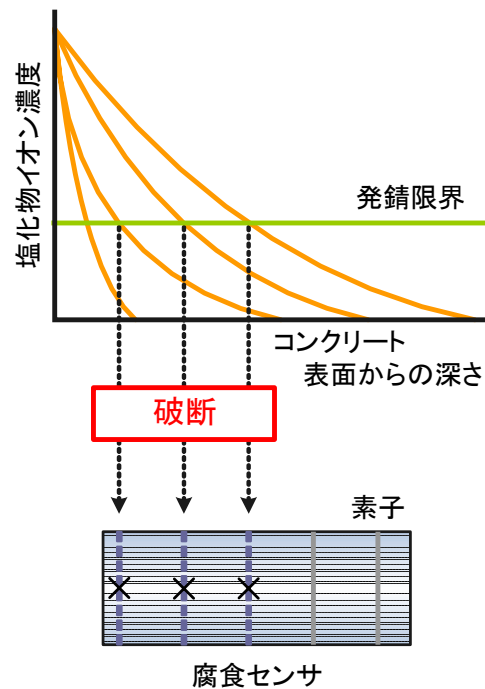 塩化物イオン濃度
発錆限界
コンクリート
表面からの深さ
破断
素子
腐食センサ